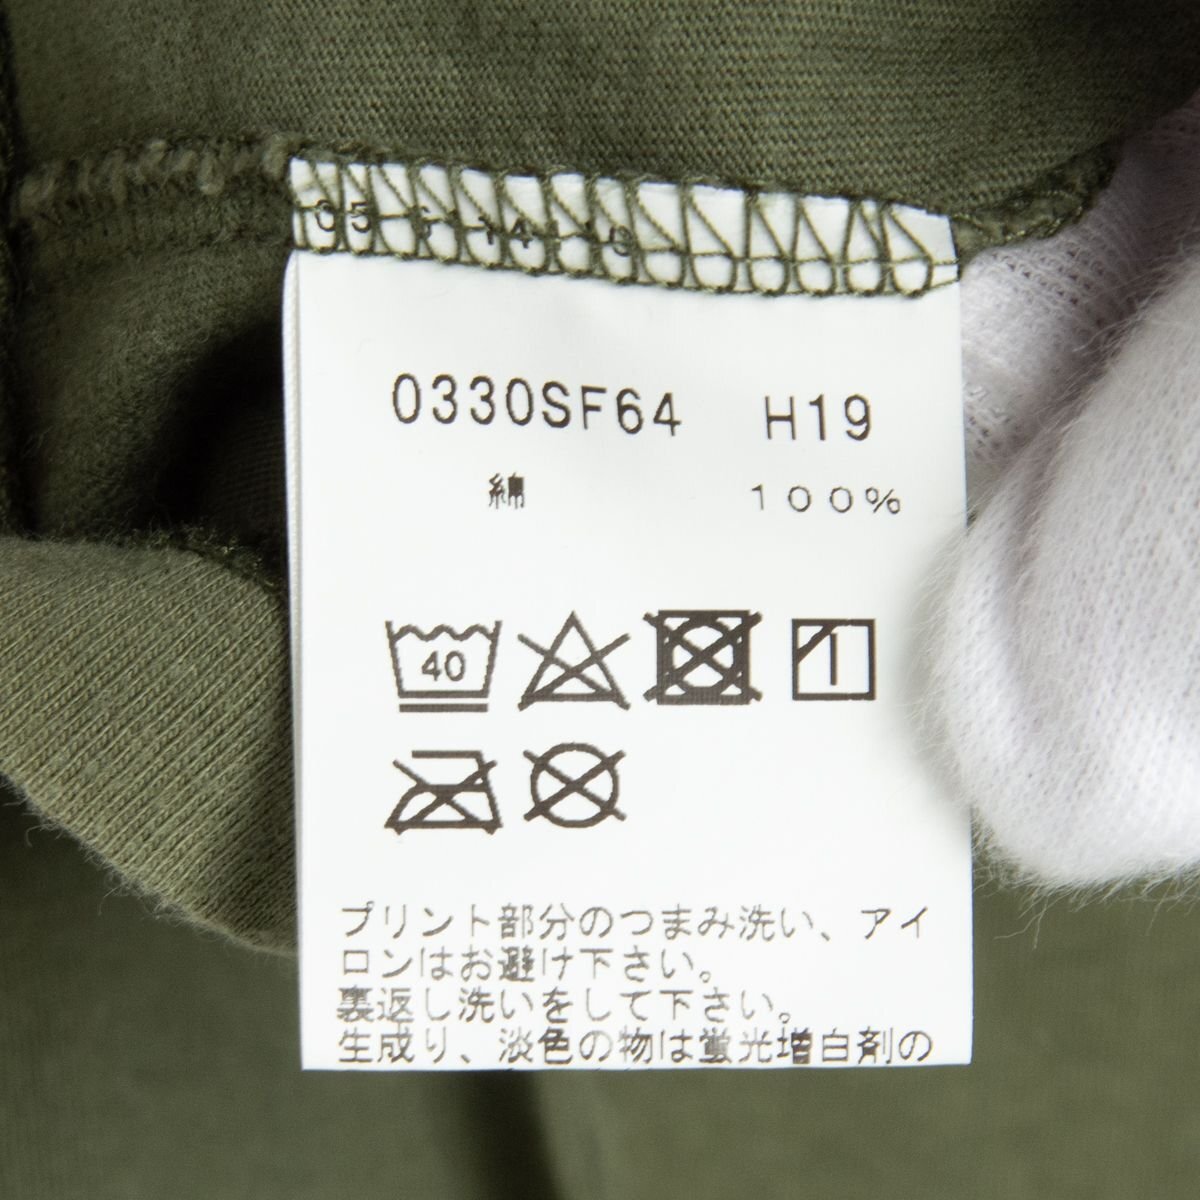 0330SF64 H19
綿 100%
40
プリント部分のつまみ洗い、アイ
ロンはお避け下さい。
裏返し洗いをして下さい。
生成り、淡色の物は蛍光増白剤の